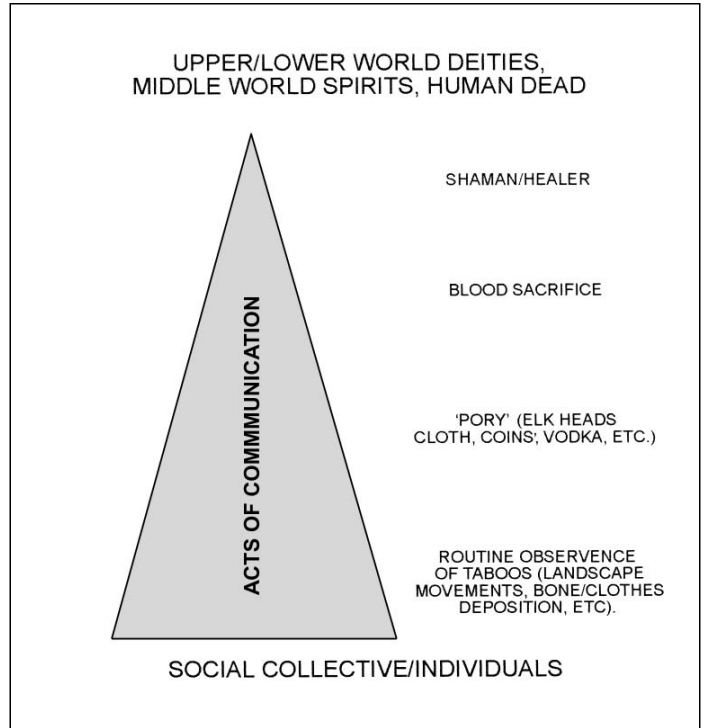 UPPER/LOWER WORLD DEITIES,
MIDDLE WORLD SPIRITS, HUMAN DEAD
SHAMAN/HEALER
BLOOD SACRIFICE
ACTS OF COMMMUNICATION
'PORY' (ELK HEADS
CLOTH, COINS; VODKA, ETC.)
ROUTINE OBSERVENCE
OF TABOOS (LANDSCAPE
MOVEMENTS, BONE/CLOTHES
DEPOSITION, ETC).
SOCIAL COLLECTIVE/INDIVIDUALS